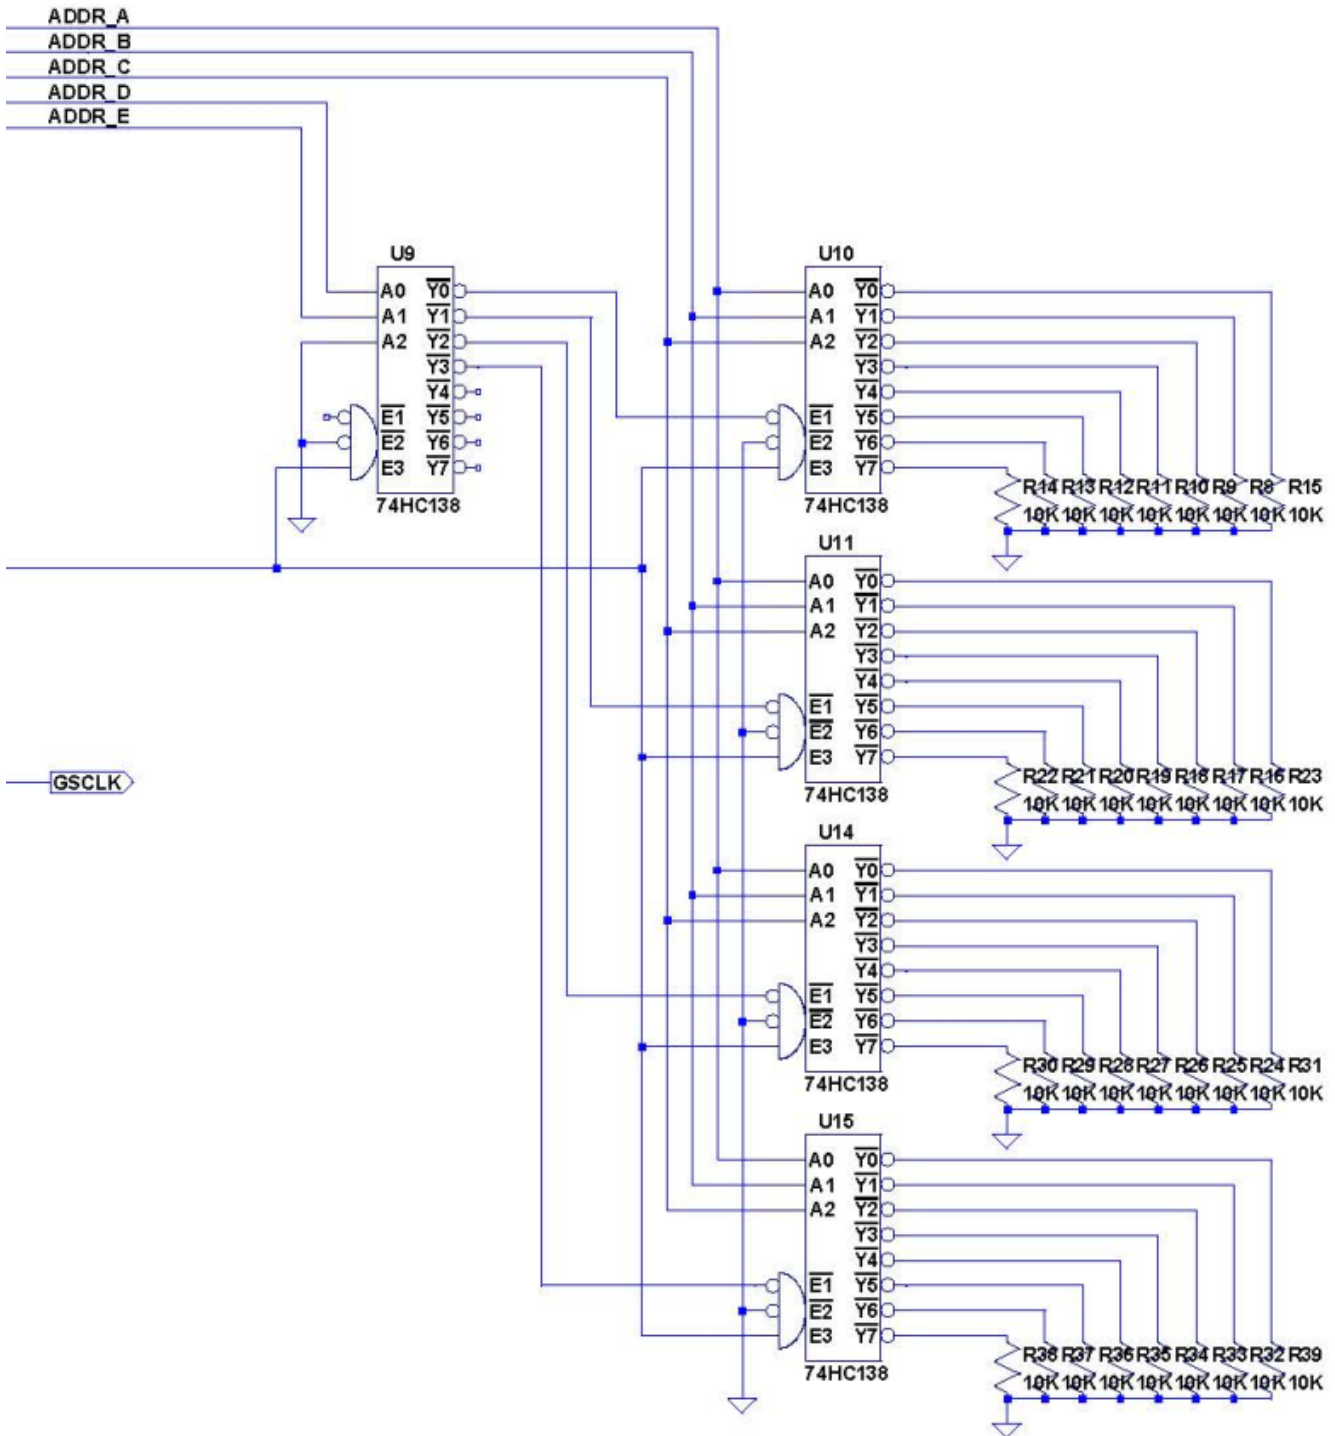 ADDR_A
ADDR_B
ADDR_C
ADDR_D
ADDR_E
U9
A0 Y0
A1 Y1
A2 Y2
Y3
Y4
E1 Y5
E2 Y6
E3 Y7
74HC138
U10
A0 Y0
A1 Y1
A2 Y2
Y3
Y4
E1 Y5
E2 Y6
E3 Y7
74HC138
R14 R13 R12 R11 R10 R9 R8 R15
10K 10K 10K 10K 10K 10K 10K 10K
U11
A0 Y0
A1 Y1
A2 Y2
Y3
Y4
E1 Y5
E2 Y6
E3 Y7
74HC138
R22 R21 R20 R19 R18 R17 R16 R23
10K 10K 10K 10K 10K 10K 10K 10K
GSCLK
U14
A0 Y0
A1 Y1
A2 Y2
Y3
Y4
E1 Y5
E2 Y6
E3 Y7
74HC138
R30 R29 R28 R27 R26 R25 R24 R31
10K 10K 10K 10K 10K 10K 10K 10K
U15
A0 Y0
A1 Y1
A2 Y2
Y3
Y4
E1 Y5
E2 Y6
E3 Y7
74HC138
R38 R37 R36 R35 R34 R33 R32 R39
10K 10K 10K 10K 10K 10K 10K 10K